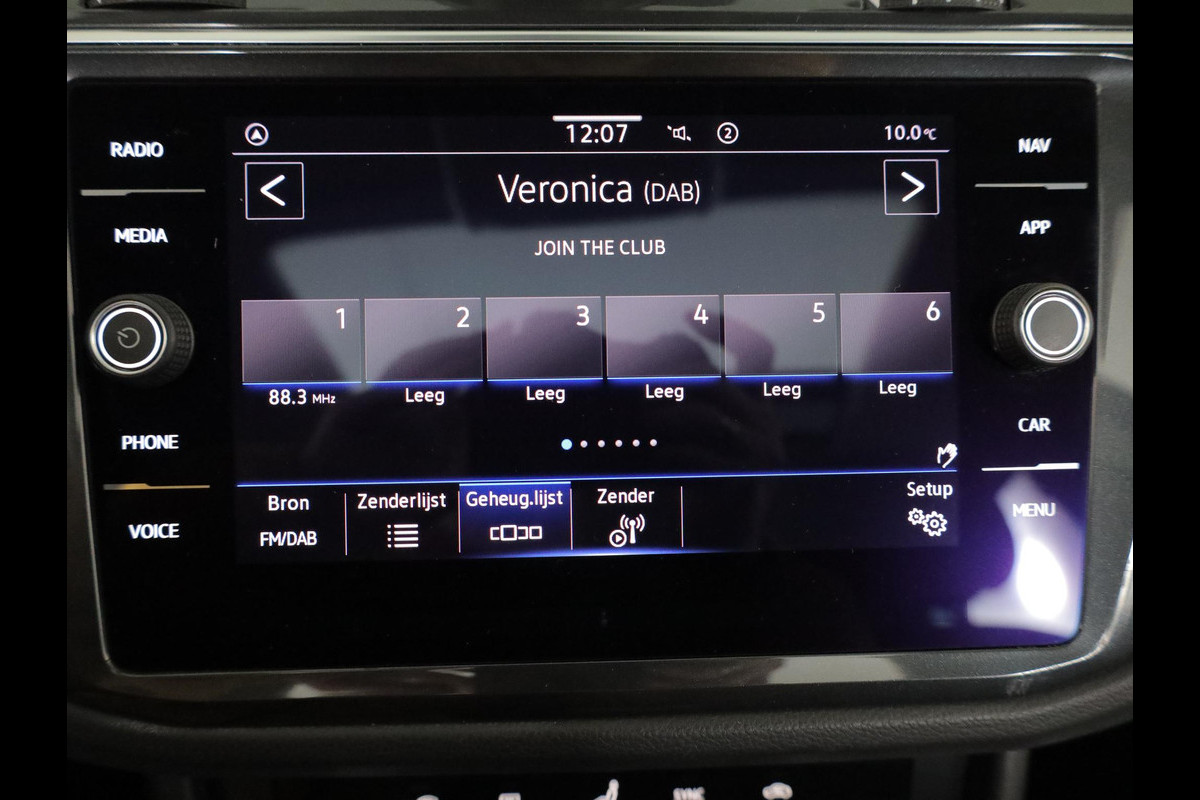 12:07 2 10.0°C
RADIO
MEDIA
PHONE
VOICE
< Veronica (DAB) >
JOIN THE CLUB
1 2 3 4 5 6
88.3 MHz Leeg Leeg Leeg Leeg Leeg
Bron Zenderlijst Geheug.lijst Zender Setup
FM/DAB
NAV
APP
CAR
MENU
SYNC